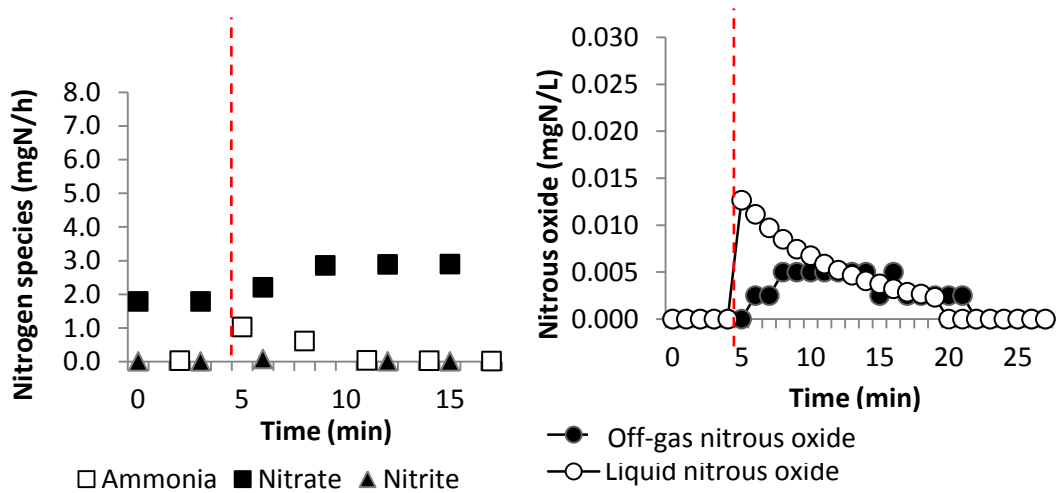 Nitrogen species (mgN/h)
8.0
7.0
6.0
5.0
4.0
3.0
2.0
1.0
0.0
0 5 10 15
Time (min)
Ammonia Nitrate Nitrite
Nitrous oxide (mgN/L)
0.030
0.025
0.020
0.015
0.010
0.005
0.000
0 5 10 15 20 25
Time (min)
Off-gas nitrous oxide
Liquid nitrous oxide